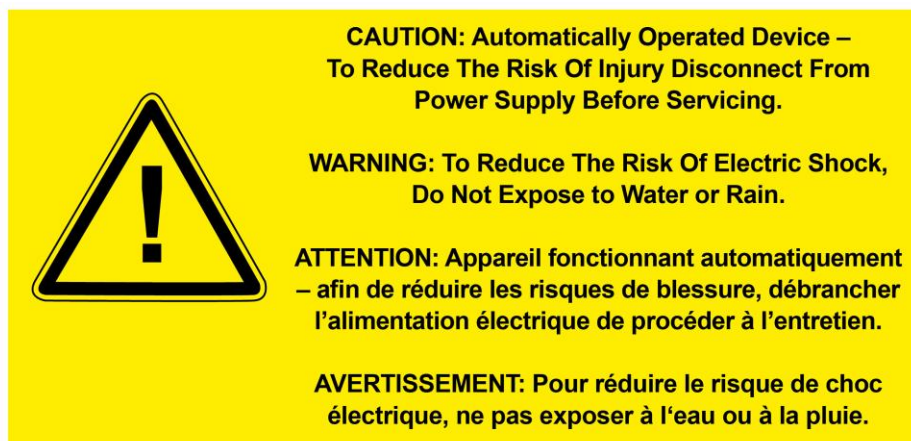 CAUTION: Automatically Operated Device –
To Reduce The Risk Of Injury Disconnect From
Power Supply Before Servicing.
WARNING: To Reduce The Risk Of Electric Shock,
Do Not Expose to Water or Rain.
ATTENTION: Appareil fonctionnant automatiquement
– afin de réduire les risques de blessure, débrancher
l’alimentation électrique de procéder à l’entretien.
AVERTISSEMENT: Pour réduire le risque de choc
électrique, ne pas exposer à l‘eau ou à la pluie.